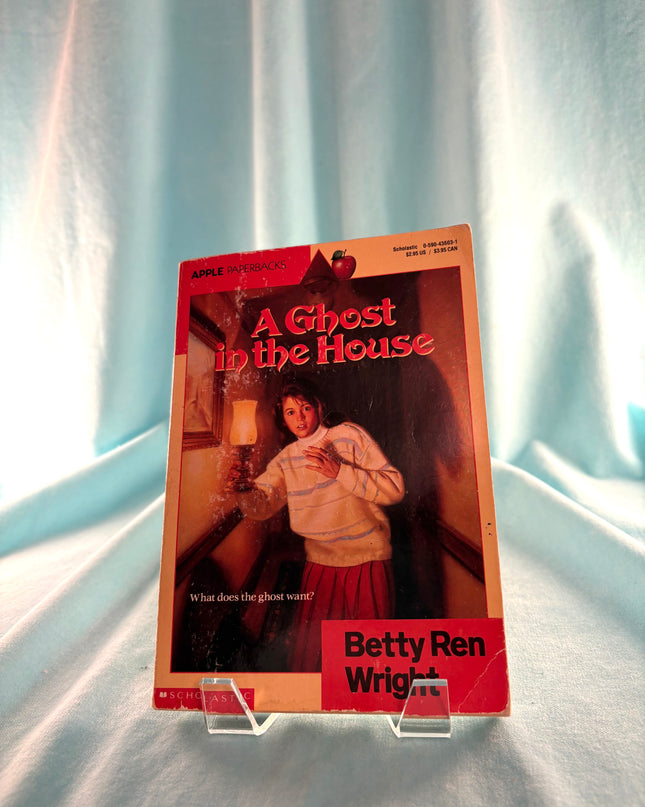 APPLE PAPERBACKS
Scholastic 0-590-43603-1
$2.95 US / $3.95 CAN
A Ghost
in the House
What does the ghost want?
Betty Ren
Wright
SCHOLASTIC